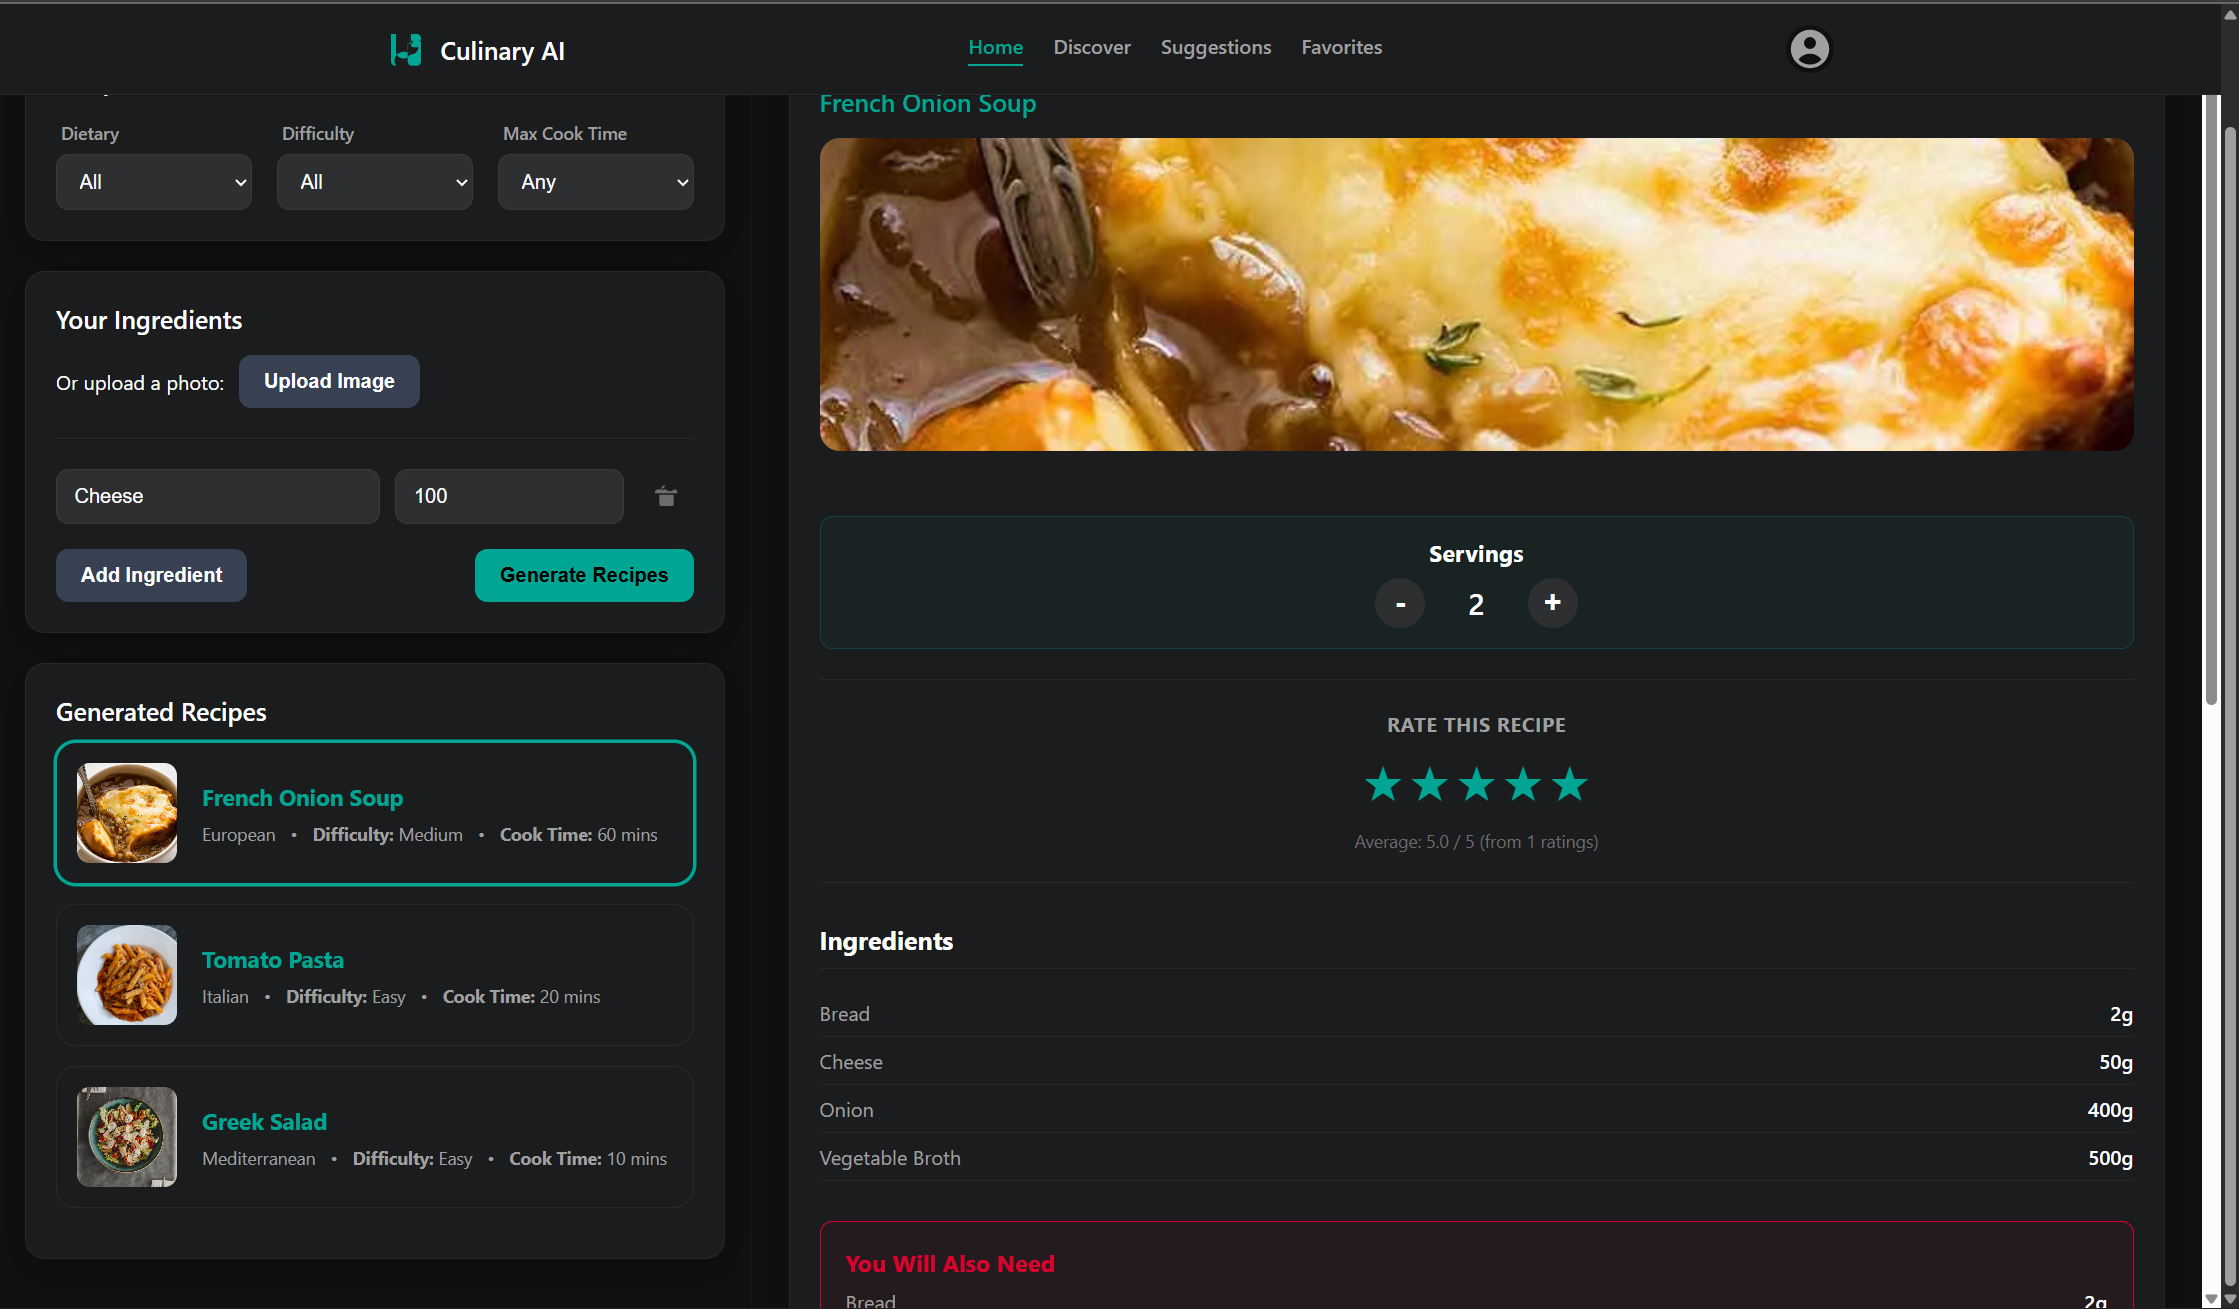 Culinary AI
Home
Discover
Suggestions
Favorites
Dietary
Difficulty
Max Cook Time
All
All
Any
Your Ingredients
Or upload a photo:
Upload Image
Cheese
100
Add Ingredient
Generate Recipes
Generated Recipes
French Onion Soup
European • Difficulty: Medium • Cook Time: 60 mins
Tomato Pasta
Italian • Difficulty: Easy • Cook Time: 20 mins
Greek Salad
Mediterranean • Difficulty: Easy • Cook Time: 10 mins
French Onion Soup
Servings
- 2 +
RATE THIS RECIPE
Average: 5.0 / 5 (from 1 ratings)
Ingredients
Bread 2g
Cheese 50g
Onion 400g
Vegetable Broth 500g
You Will Also Need
Bread 2g